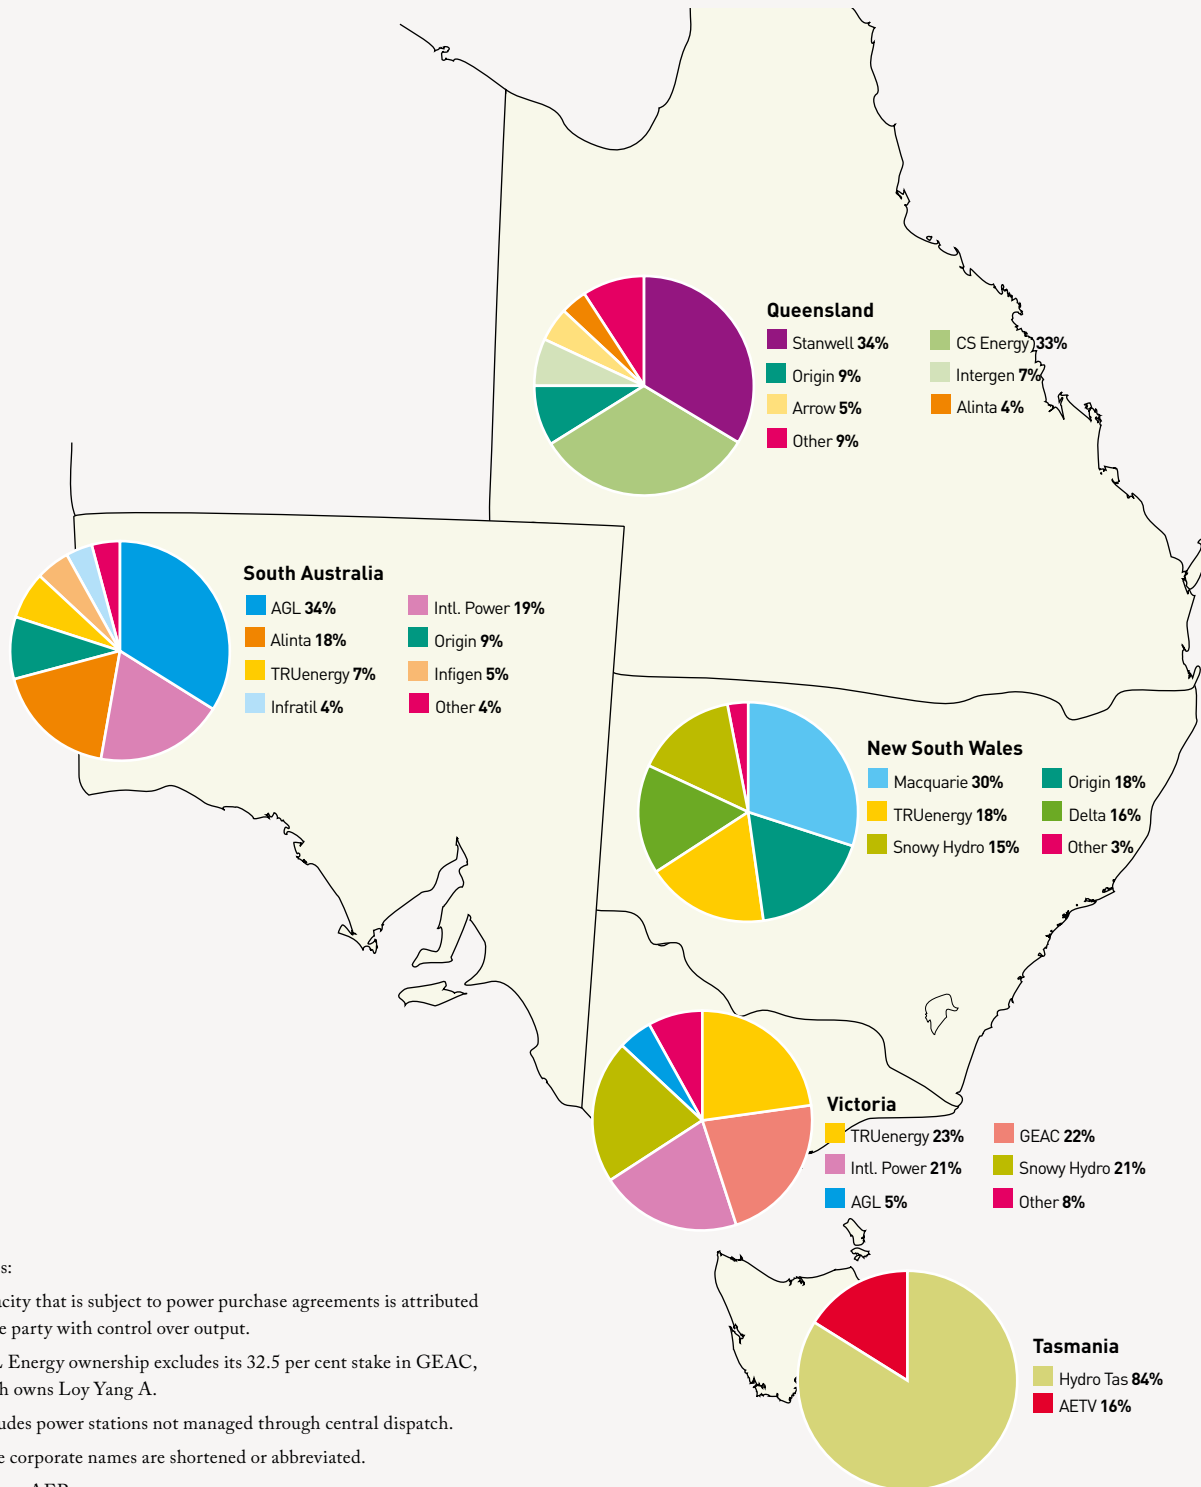 Queensland
Stanwell 34% CS Energy 33%
Origin 9% Intergen 7%
Arrow 5% Alinta 4%
Other 9%
South Australia
AGL 34% Intl. Power 19%
Alinta 18% Origin 9%
TRUenergy 7% Infigen 5%
Infratil 4% Other 4%
New South Wales
Macquarie 30% Origin 18%
TRUenergy 18% Delta 16%
Snowy Hydro 15% Other 3%
Victoria
TRUenergy 23% GEAC 22%
Intl. Power 21% Snowy Hydro 21%
AGL 5% Other 8%
Tasmania
Hydro Tas 84%
AETV 16%
s:
acity that is subject to power purchase agreements is attributed
e party with control over output.
L Energy ownership excludes its 32.5 per cent stake in GEAC,
h owns Loy Yang A.
udes power stations not managed through central dispatch.
e corporate names are shortened or abbreviated.